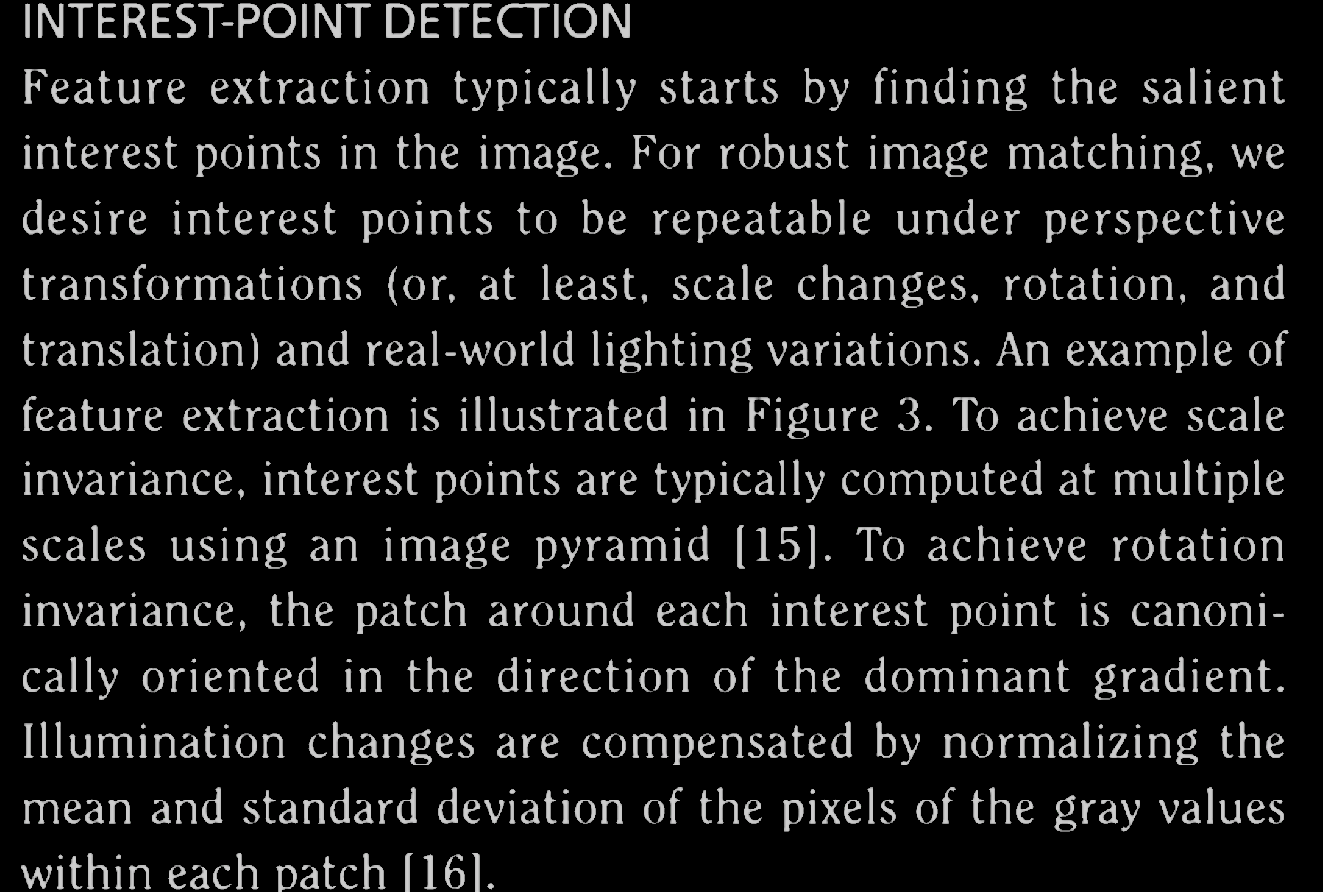 INTEREST-POINT DETECTION
Feature extraction typically starts by finding the salient
interest points in the image. For robust image matching, we
desire interest points to be repeatable under perspective
transformations (or, at least, scale changes, rotation, and
translation) and real-world lighting variations. An example of
feature extraction is illustrated in Figure 3. To achieve scale
invariance, interest points are typically computed at multiple
scales using an image pyramid [15]. To achieve rotation
invariance, the patch around each interest point is canoni-
cally oriented in the direction of the dominant gradient.
Illumination changes are compensated by normalizing the
mean and standard deviation of the pixels of the gray values
within each patch [16].